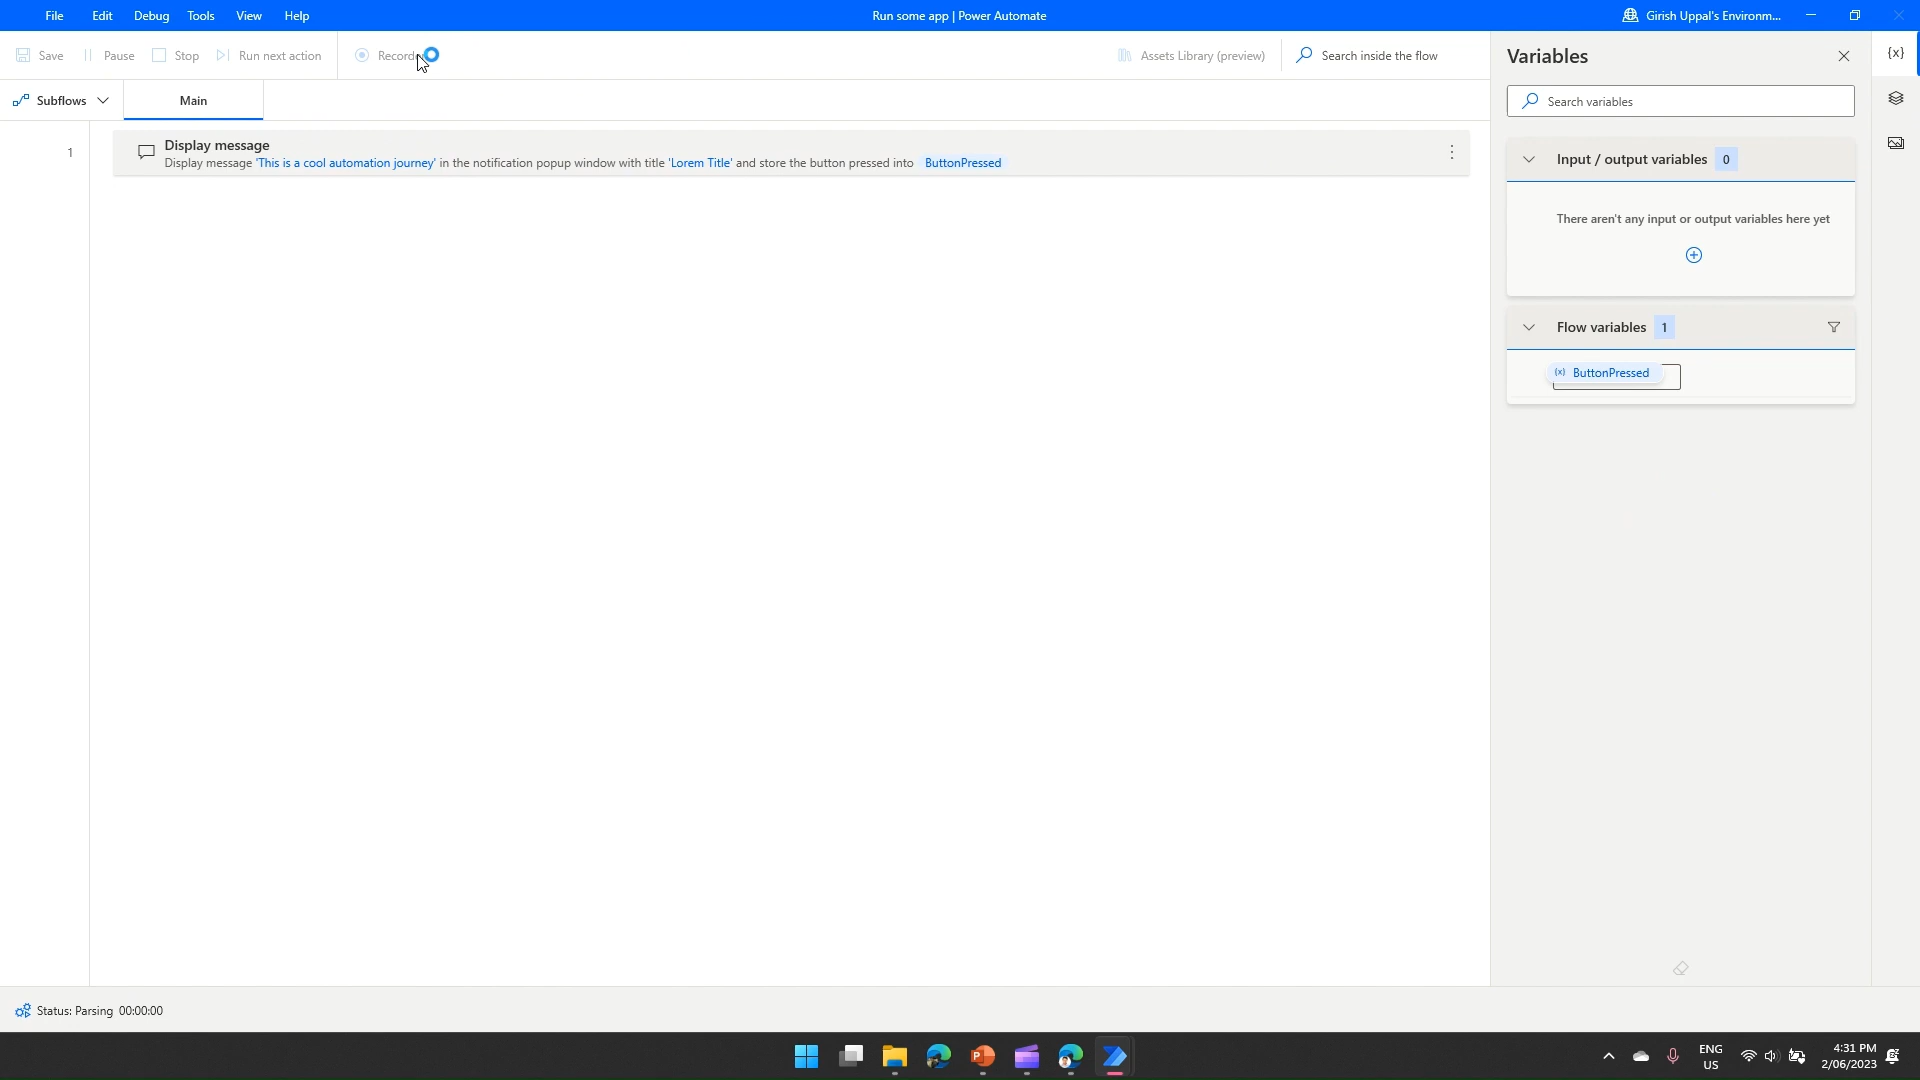 File Edit Debug Tools View Help
Run some app | Power Automate
Girish Uppal's Environm...
Save Pause Stop Run next action Record
Assets Library (preview) Search inside the flow
Subflows Main
1
Display message
Display message 'This is a cool automation journey' in the notification popup window with title 'Lorem Title' and store the button pressed into ButtonPressed
Variables
{x}
Search variables
Input / output variables 0
There aren't any input or output variables here yet
Flow variables 1
(x) ButtonPressed
Status: Parsing 00:00:00
ENG
US
4:31 PM
2/06/2023